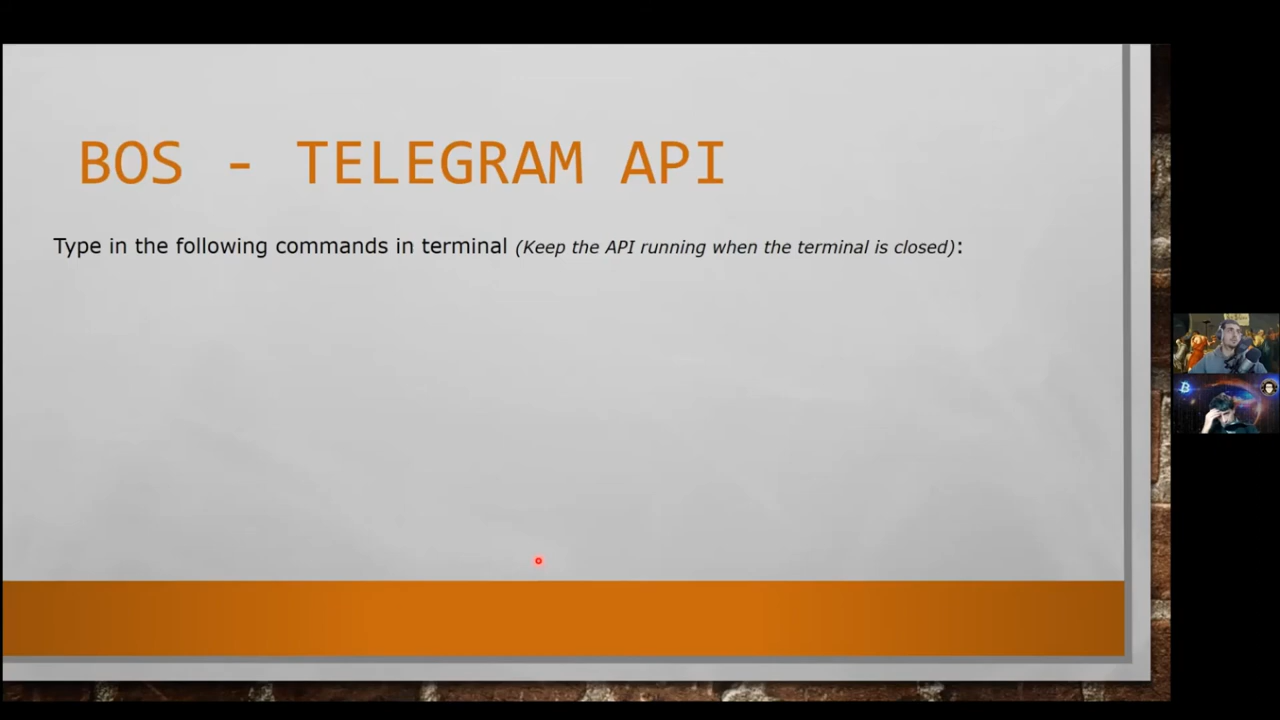 BOS - TELEGRAM API
Type in the following commands in terminal (Keep the API running when the terminal is closed):